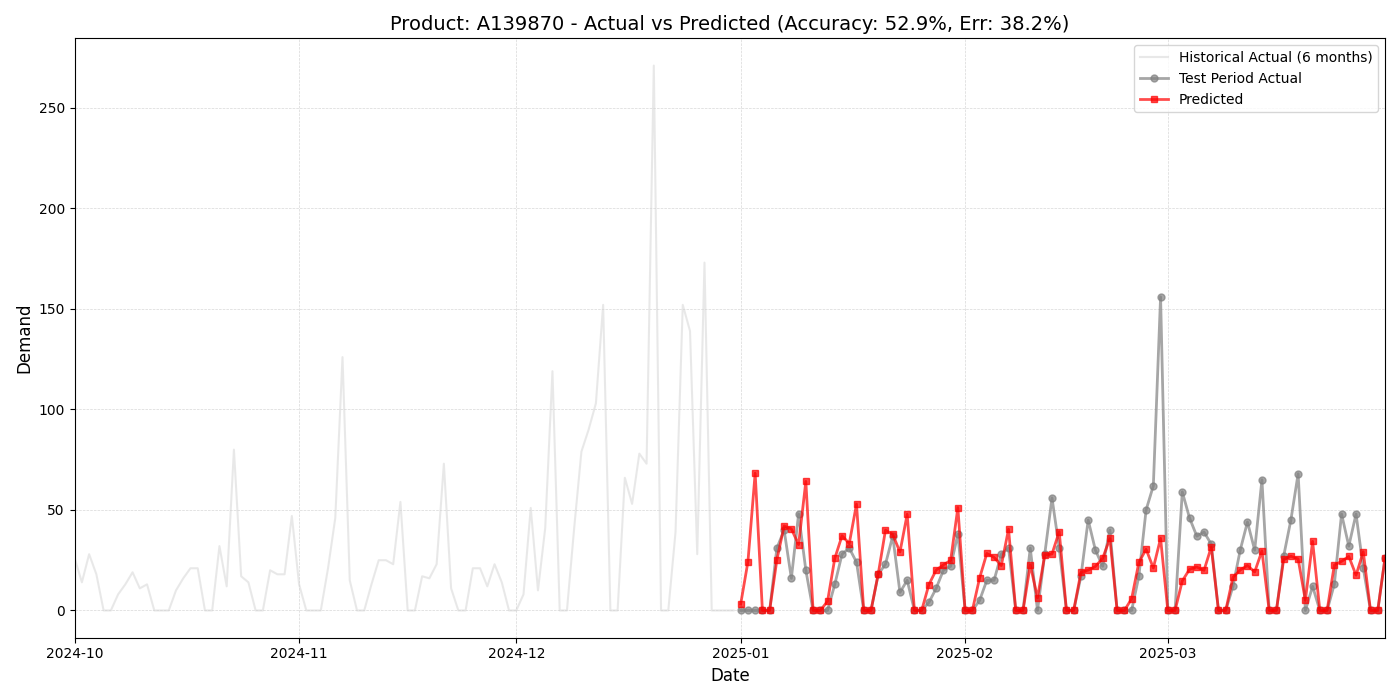 Product: A139870 - Actual vs Predicted (Accuracy: 52.9%, Err: 38.2%)
Historical Actual (6 months)
Test Period Actual
Predicted
250
200
150
100
50
0
Demand
2024-10
2024-11
2024-12
2025-01
2025-02
2025-03
Date